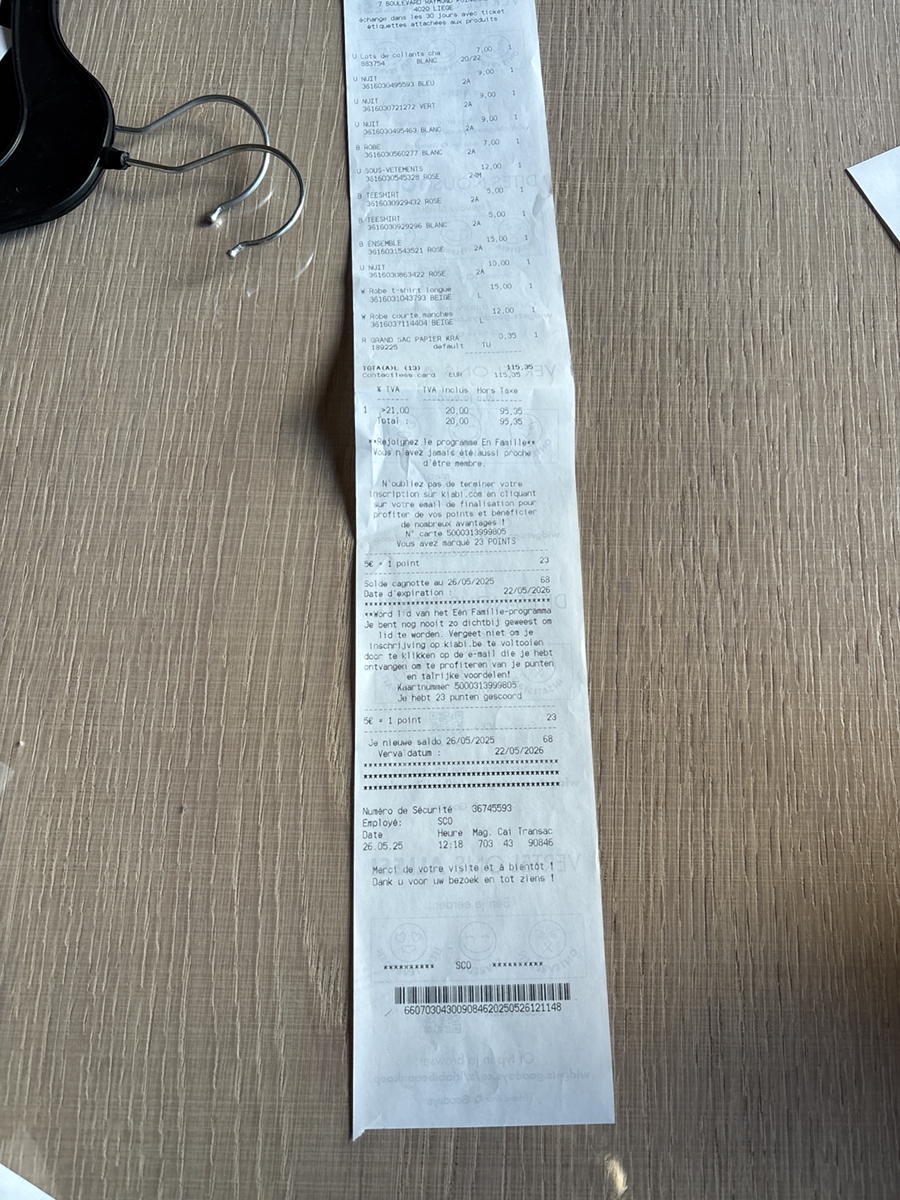 7 BOULEVARD RAYMOND
4020 LIEGE
échange dans les 30 jours avec ticket
étiquettes attachées aux produits
U Lots de collants cha 7,00 1
883754 BLANC 20/22
U NUIT 9,00 1
3616030495593 BLEU 2A
U NUIT 9,00 1
3616030721272 VERT 2A
U NUIT 9,00 1
3616030495463 BLANC 2A
B ROBE 7,00 1
3616030560277 BLANC 2A
U SOUS-VETEMENTS 12,00 1
3616030545328 ROSE 24M
B TEESHIRT 5,00 1
3616030929432 ROSE 2A
B TEESHIRT 5,00 1
3616030929296 BLANC 2A
B ENSEMBLE 15,00 1
3616031543521 ROSE 2A
U NUIT 10,00 1
3616030863422 ROSE 2A
W Robe t-shirt longue 15,00 1
3616031043793 BEIGE L
W Robe courte manches 12,00 1
3616037114404 BEIGE L
R GRAND SAC PAPIER KRA 0,35 1
189225 default TU
TOTA(A)L (13) 115,35
Contactless card EUR 115,35
% TVA TVA inclus Hors Taxe
1 >21,00 20,00 95,35
Total : 20,00 95,35
**Rejoignez le programme En Famille**
Vous n'avez jamais été aussi proche
d'être membre.
N'oubliez pas de terminer votre
inscription sur kiabi.com en cliquant
sur votre email de finalisation pour
profiter de vos points et bénéficier
de nombreux avantages !
N° carte 5000313999805
Vous avez marqué 23 POINTS
5€ = 1 point 23
Solde cagnotte au 26/05/2025 68
Date d'expiration : 22/05/2026
****************************************
**Word lid van het Eén Familie-programma
Je bent nog nooit zo dichtbij geweest om
lid te worden. Vergeet niet om je
inschrijving op kiabi.be te voltooien
door te klikken op de e-mail die je hebt
ontvangen om te profiteren van je punten
en talrijke voordelen!
Kaartnummer 5000313999805
Je hebt 23 punten gescoord
5€ = 1 point 23
Je nieuwe saldo 26/05/2025 68
Vervaldatum : 22/05/2026
****************************************
****************************************
****************************************
Numéro de Sécurité 36745593
Employé: SCO
Date Heure Mag. Cai Transac
26.05.25 12:18 703 43 90846
Merci de votre visite et à bientôt !
Dank u voor uw bezoek en tot ziens !
********** SCO **********
660703043009084620250526121148